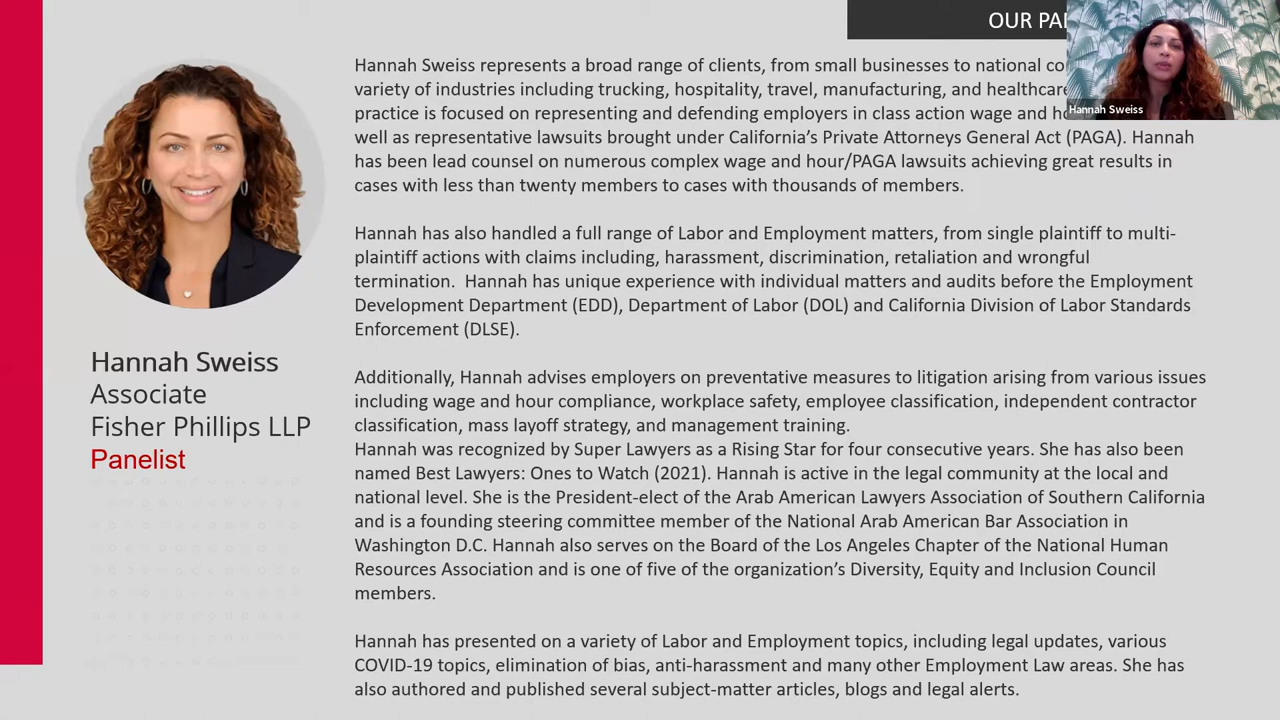 OUR PA
Hannah Sweiss
Hannah Sweiss represents a broad range of clients, from small businesses to national
variety of industries including trucking, hospitality, travel, manufacturing, and healthcare
practice is focused on representing and defending employers in class action wage and
well as representative lawsuits brought under California’s Private Attorneys General Act (PAGA). Hannah
has been lead counsel on numerous complex wage and hour/PAGA lawsuits achieving great results in
cases with less than twenty members to cases with thousands of members.
Hannah has also handled a full range of Labor and Employment matters, from single plaintiff to multi-
plaintiff actions with claims including, harassment, discrimination, retaliation and wrongful
termination.  Hannah has unique experience with individual matters and audits before the Employment
Development Department (EDD), Department of Labor (DOL) and California Division of Labor Standards
Enforcement (DLSE).
Additionally, Hannah advises employers on preventative measures to litigation arising from various issues
including wage and hour compliance, workplace safety, employee classification, independent contractor
classification, mass layoff strategy, and management training.
Hannah was recognized by Super Lawyers as a Rising Star for four consecutive years. She has also been
named Best Lawyers: Ones to Watch (2021). Hannah is active in the legal community at the local and
national level. She is the President-elect of the Arab American Lawyers Association of Southern California
and is a founding steering committee member of the National Arab American Bar Association in
Washington D.C. Hannah also serves on the Board of the Los Angeles Chapter of the National Human
Resources Association and is one of five of the organization’s Diversity, Equity and Inclusion Council
members.
Hannah has presented on a variety of Labor and Employment topics, including legal updates, various
COVID-19 topics, elimination of bias, anti-harassment and many other Employment Law areas. She has
also authored and published several subject-matter articles, blogs and legal alerts.
Hannah Sweiss
Associate
Fisher Phillips LLP
Panelist